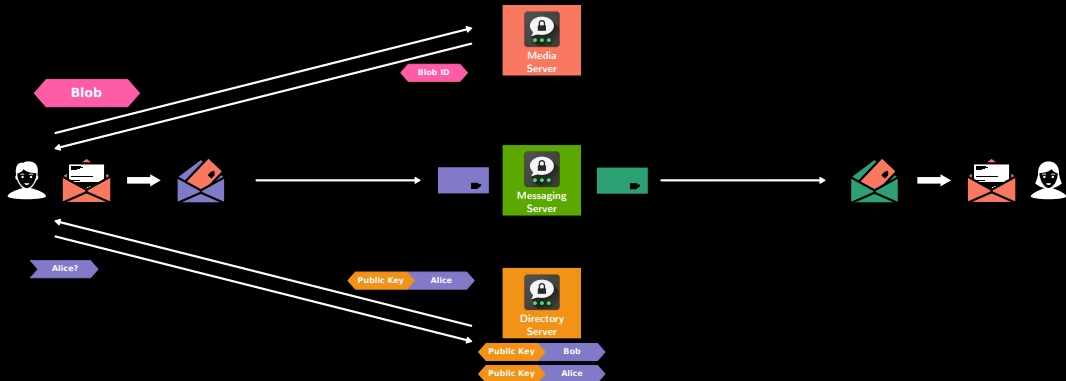 Media
Server
Blob ID
Blob
Messaging
Server
Alice?
Public Key Alice
Directory
Server
Public Key Bob
Public Key Alice